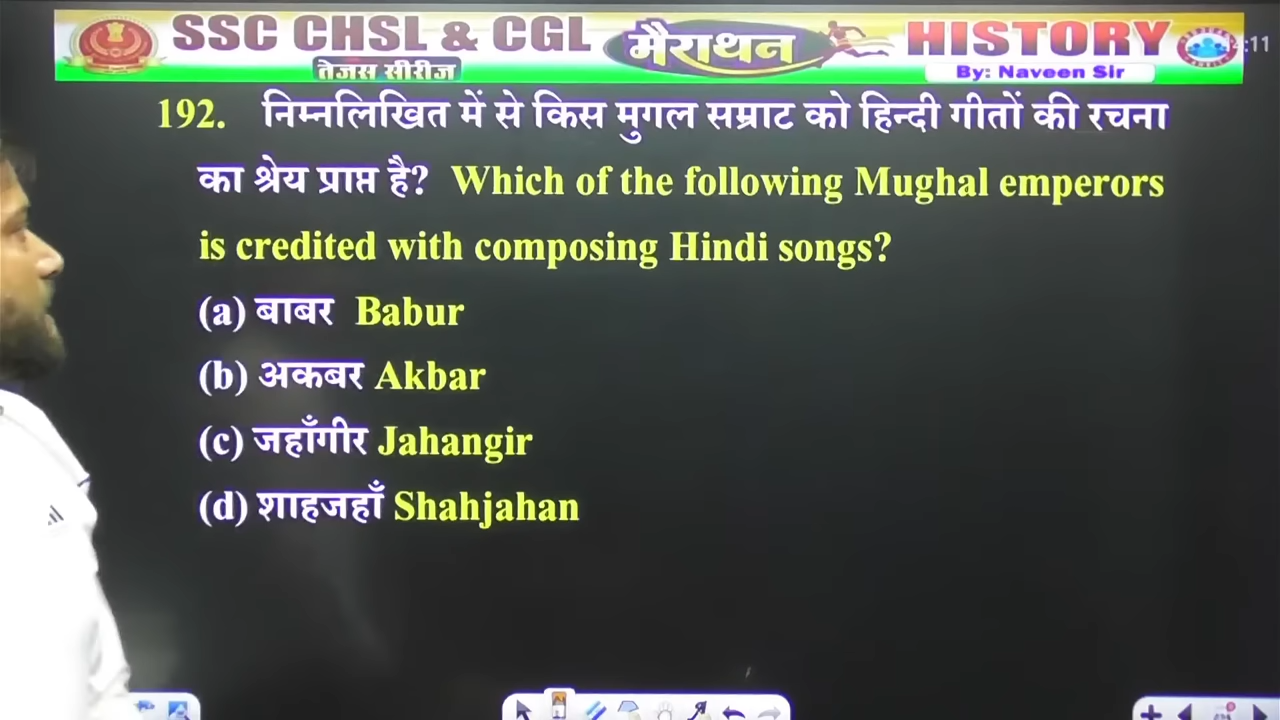 SSC CHSL & CGL मैराथन HISTORY
तेजस सीरीज By: Naveen Sir
192. निम्नलिखित में से किस मुगल सम्राट को हिन्दी गीतों की रचना
का श्रेय प्राप्त है? Which of the following Mughal emperors
is credited with composing Hindi songs?
(a) बाबर Babur
(b) अकबर Akbar
(c) जहाँगीर Jahangir
(d) शाहजहाँ Shahjahan